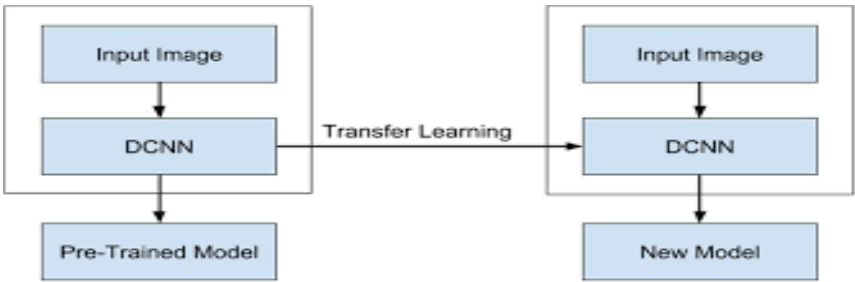 Input Image
DCNN
Pre-Trained Model
Transfer Learning
Input Image
DCNN
New Model